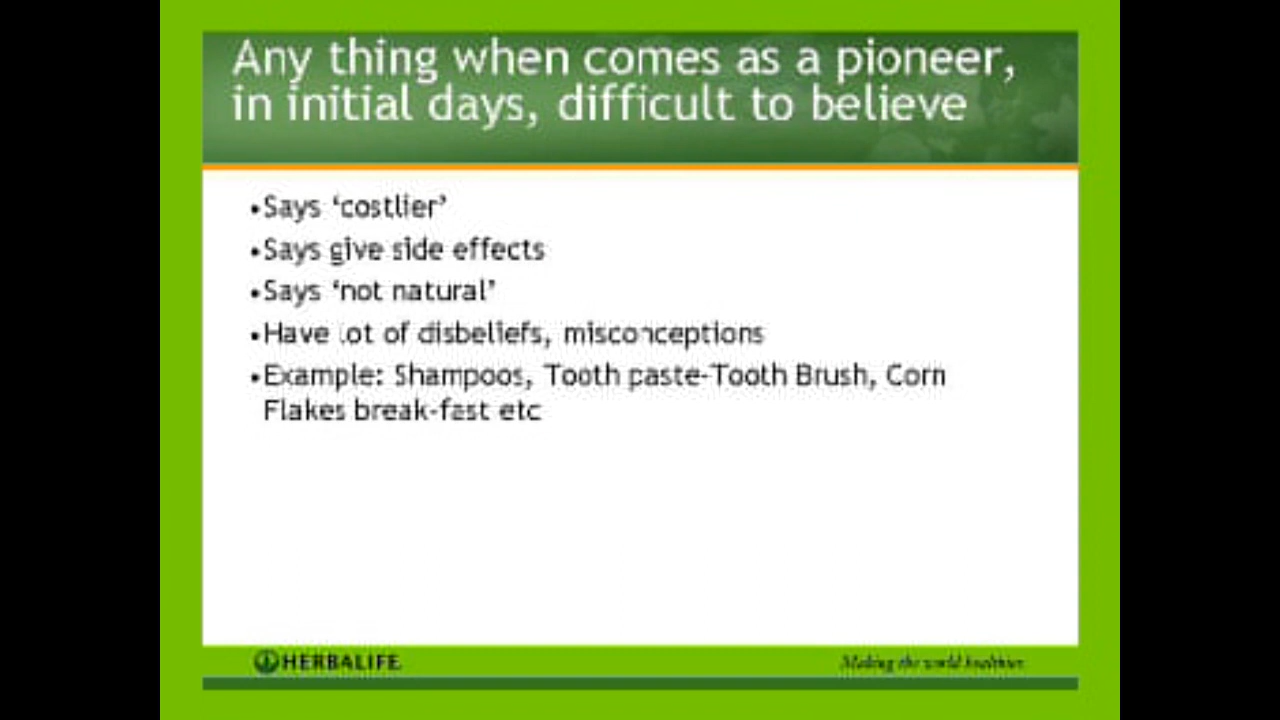 Any thing when comes as a pioneer,
in initial days, difficult to believe
•Says ‘costlier’
•Says give side effects
•Says ‘not natural’
•Have lot of disbeliefs, misconceptions
•Example: Shampoos, Tooth paste-Tooth Brush, Corn
Flakes break-fast etc
HERBALIFE
Making the world healthier